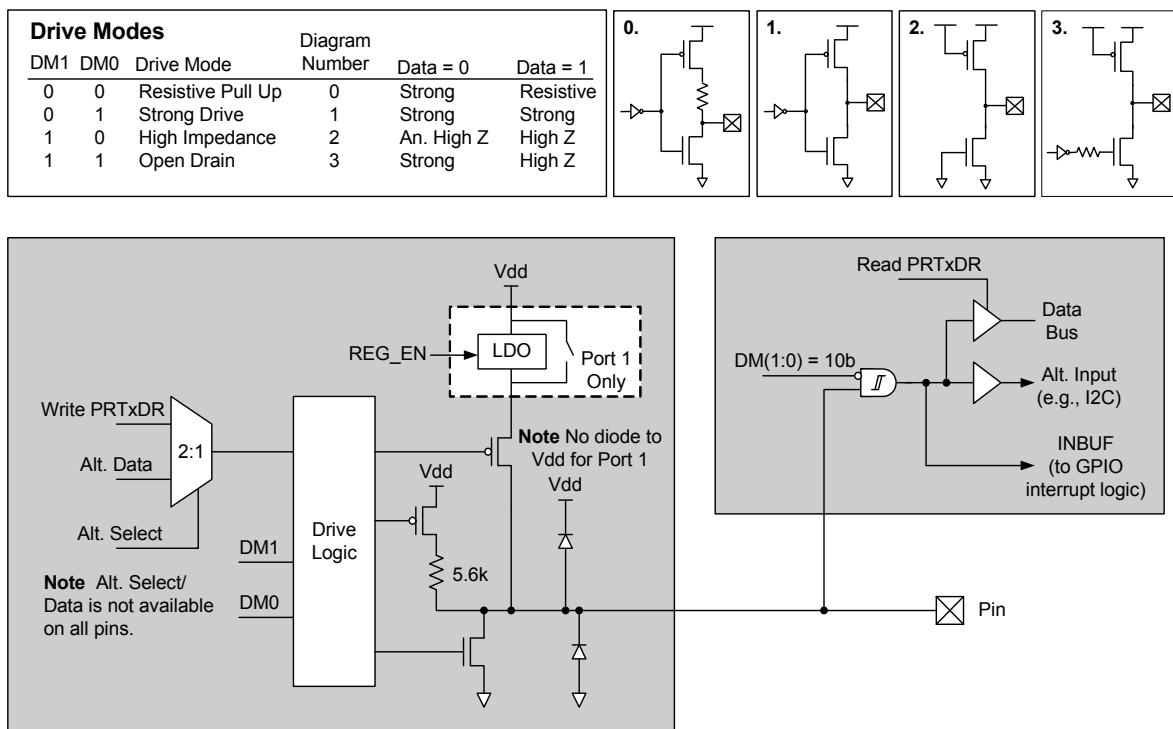 Drive Modes
DM1 DM0 Drive Mode Diagram Number Data = 0 Data = 1
0 0 Resistive Pull Up 0 Strong Resistive
0 1 Strong Drive 1 Strong Strong
1 0 High Impedance 2 An. High Z High Z
1 1 Open Drain 3 Strong High Z
0.
1.
2.
3.
Vdd
REG_EN
LDO
Port 1
Only
Write PRTxDR
2:1
Alt. Data
Alt. Select
Note No diode to
Vdd for Port 1
Vdd
Vdd
Drive
Logic
DM1
5.6k
DM0
Note Alt. Select/
Data is not available
on all pins.
Read PRTxDR
Data
Bus
DM(1:0) = 10b
Alt. Input
(e.g., I2C)
INBUF
(to GPIO
interrupt logic)
Pin